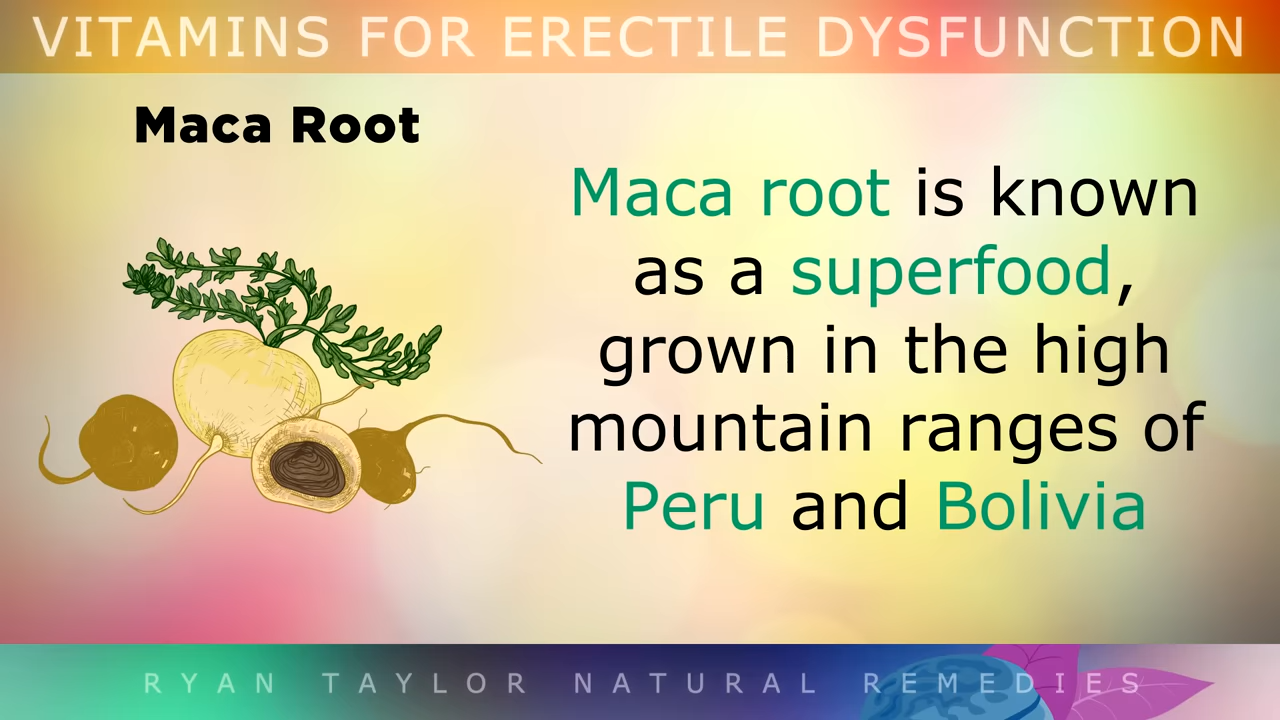 VITAMINS FOR ERECTILE DYSFUNCTION
Maca Root
Maca root is known
as a superfood,
grown in the high
mountain ranges of
Peru and Bolivia
RYAN TAYLOR NATURAL REMEDIES